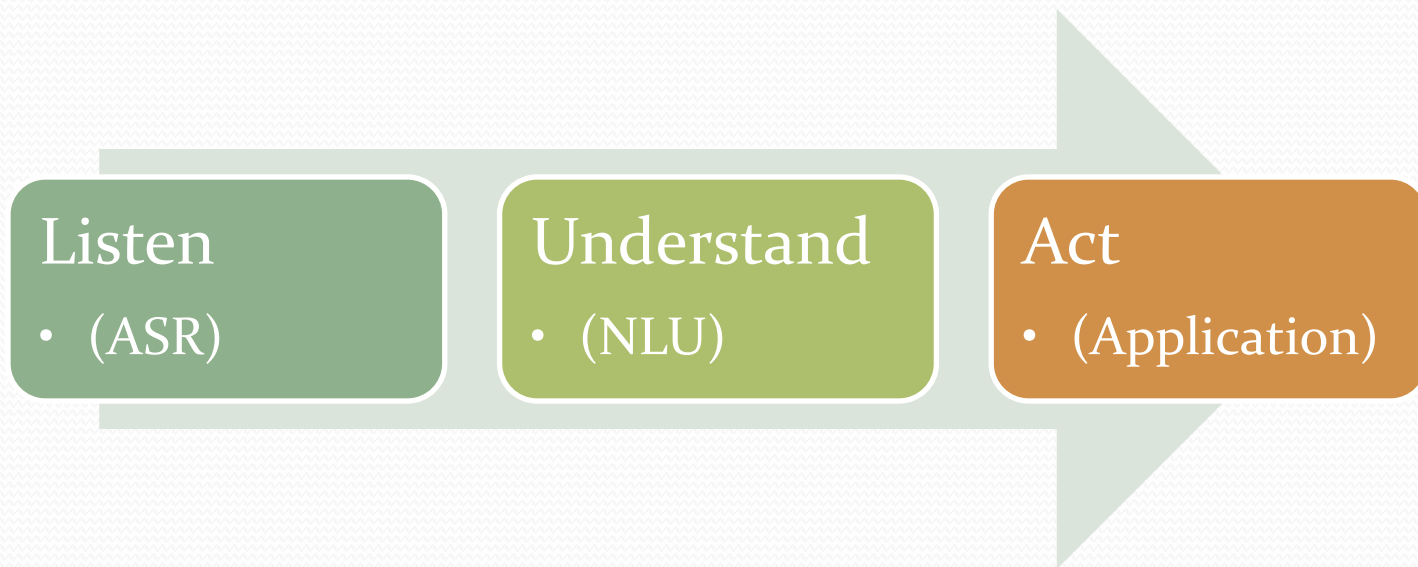 Listen
• (ASR)
Understand
• (NLU)
Act
• (Application)